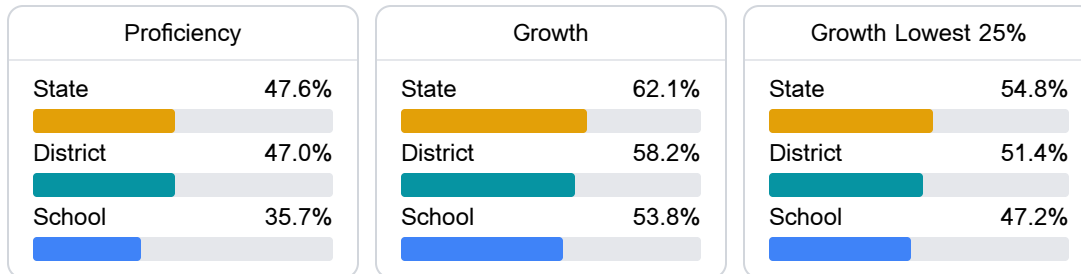 Proficiency
State 47.6%
District 47.0%
School 35.7%
Growth
State 62.1%
District 58.2%
School 53.8%
Growth Lowest 25%
State 54.8%
District 51.4%
School 47.2%